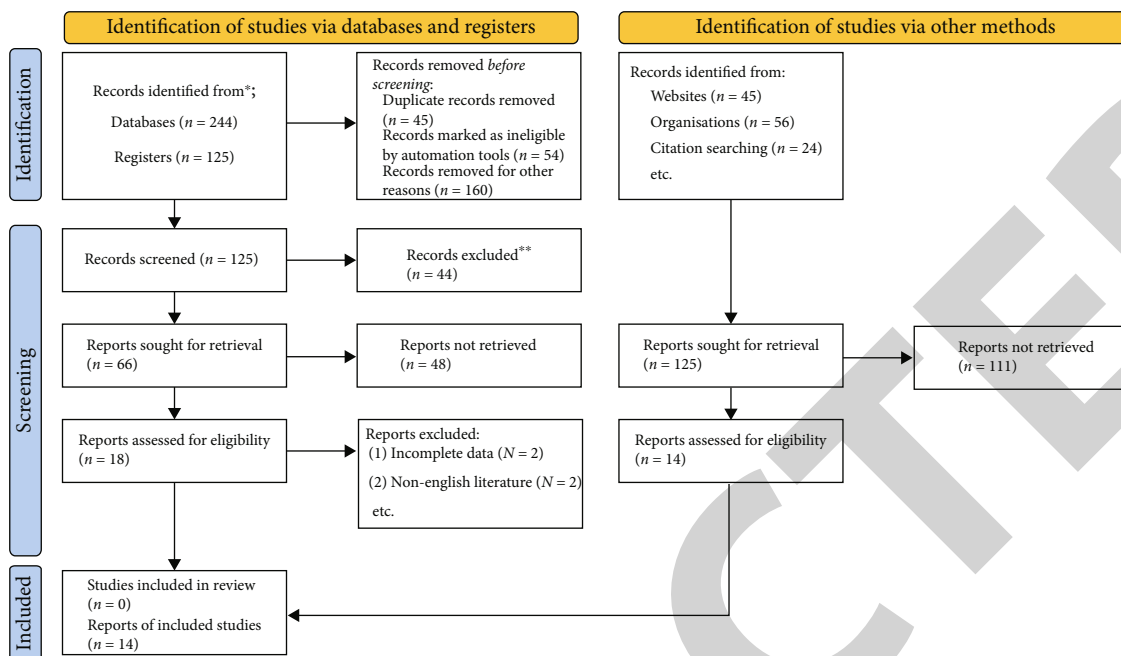 Identification of studies via databases and registers
Identification of studies via other methods
Identification
Records identified from*;
Databases (n = 244)
Registers (n = 125)
Records removed before
screening:
Duplicate records removed
(n = 45)
Records marked as ineligible
by automation tools (n = 54)
Records removed for other
reasons (n = 160)
Records identified from:
Websites (n = 45)
Organisations (n = 56)
Citation searching (n = 24)
etc.
Screening
Records screened (n = 125)
Records excluded**
(n = 44)
Reports sought for retrieval
(n = 66)
Reports not retrieved
(n = 48)
Reports sought for retrieval
(n = 125)
Reports not retrieved
(n = 111)
Reports assessed for eligibility
(n = 18)
Reports excluded:
(1) Incomplete data (N = 2)
(2) Non-english literature (N = 2)
etc.
Reports assessed for eligibility
(n = 14)
Included
Studies included in review
(n = 0)
Reports of included studies
(n = 14)
CTE